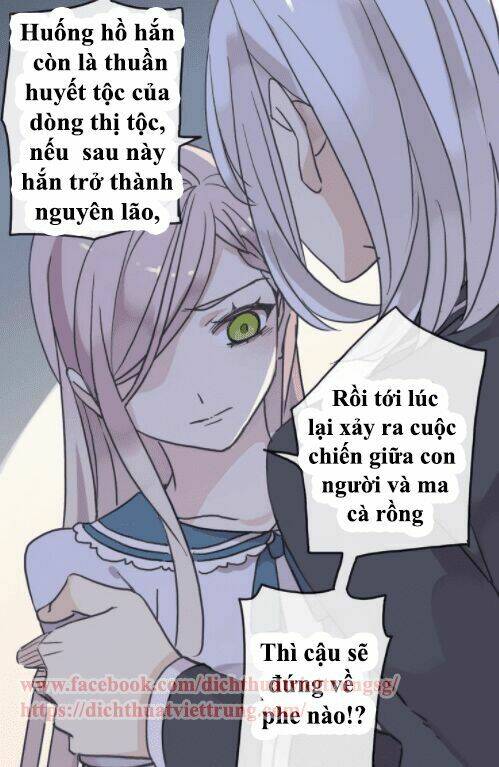 Huống hồ hắn
còn là thuần
huyết tộc của
dòng thị tộc,
nếu sau này
hắn trở thành
nguyên lão,
Rồi tới lúc
lại xảy ra cuộc
chiến giữa con
người và ma
cà rồng
Thì cậu sẽ
đứng về
phe nào!?
www.facebook.com/dichthuatviettrungsg/
https://dichthuatviettrung.com/